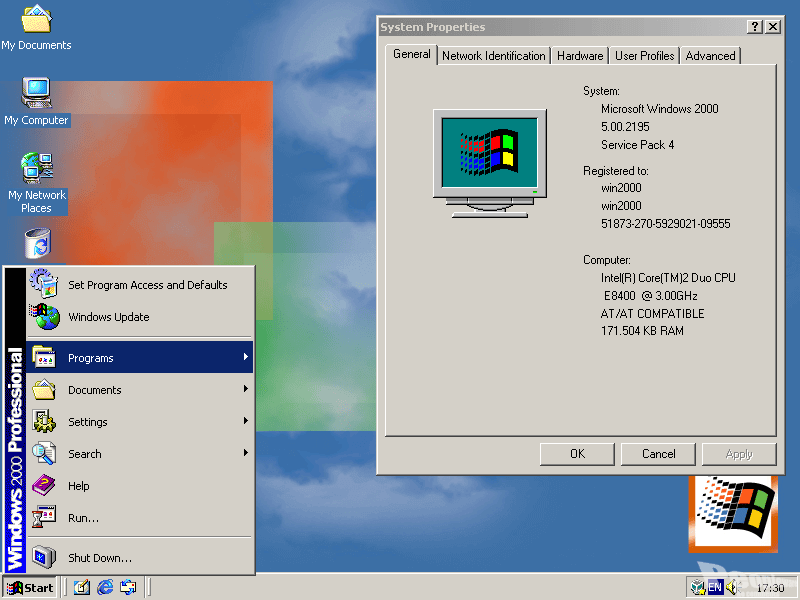 My Documents
My Computer
My Network
Places
System Properties
General
Network Identification
Hardware
User Profiles
Advanced
System:
Microsoft Windows 2000
5.00.2195
Service Pack 4
Registered to:
win2000
win2000
51873-270-5929021-09555
Computer:
Intel(R) Core(TM)2 Duo CPU
E8400 @ 3.00GHz
AT/AT COMPATIBLE
171.504 KB RAM
OK
Cancel
Apply
Windows 2000 Professional
Set Program Access and Defaults
Windows Update
Programs
Documents
Settings
Search
Help
Run...
Shut Down...
Start
EN
17:30